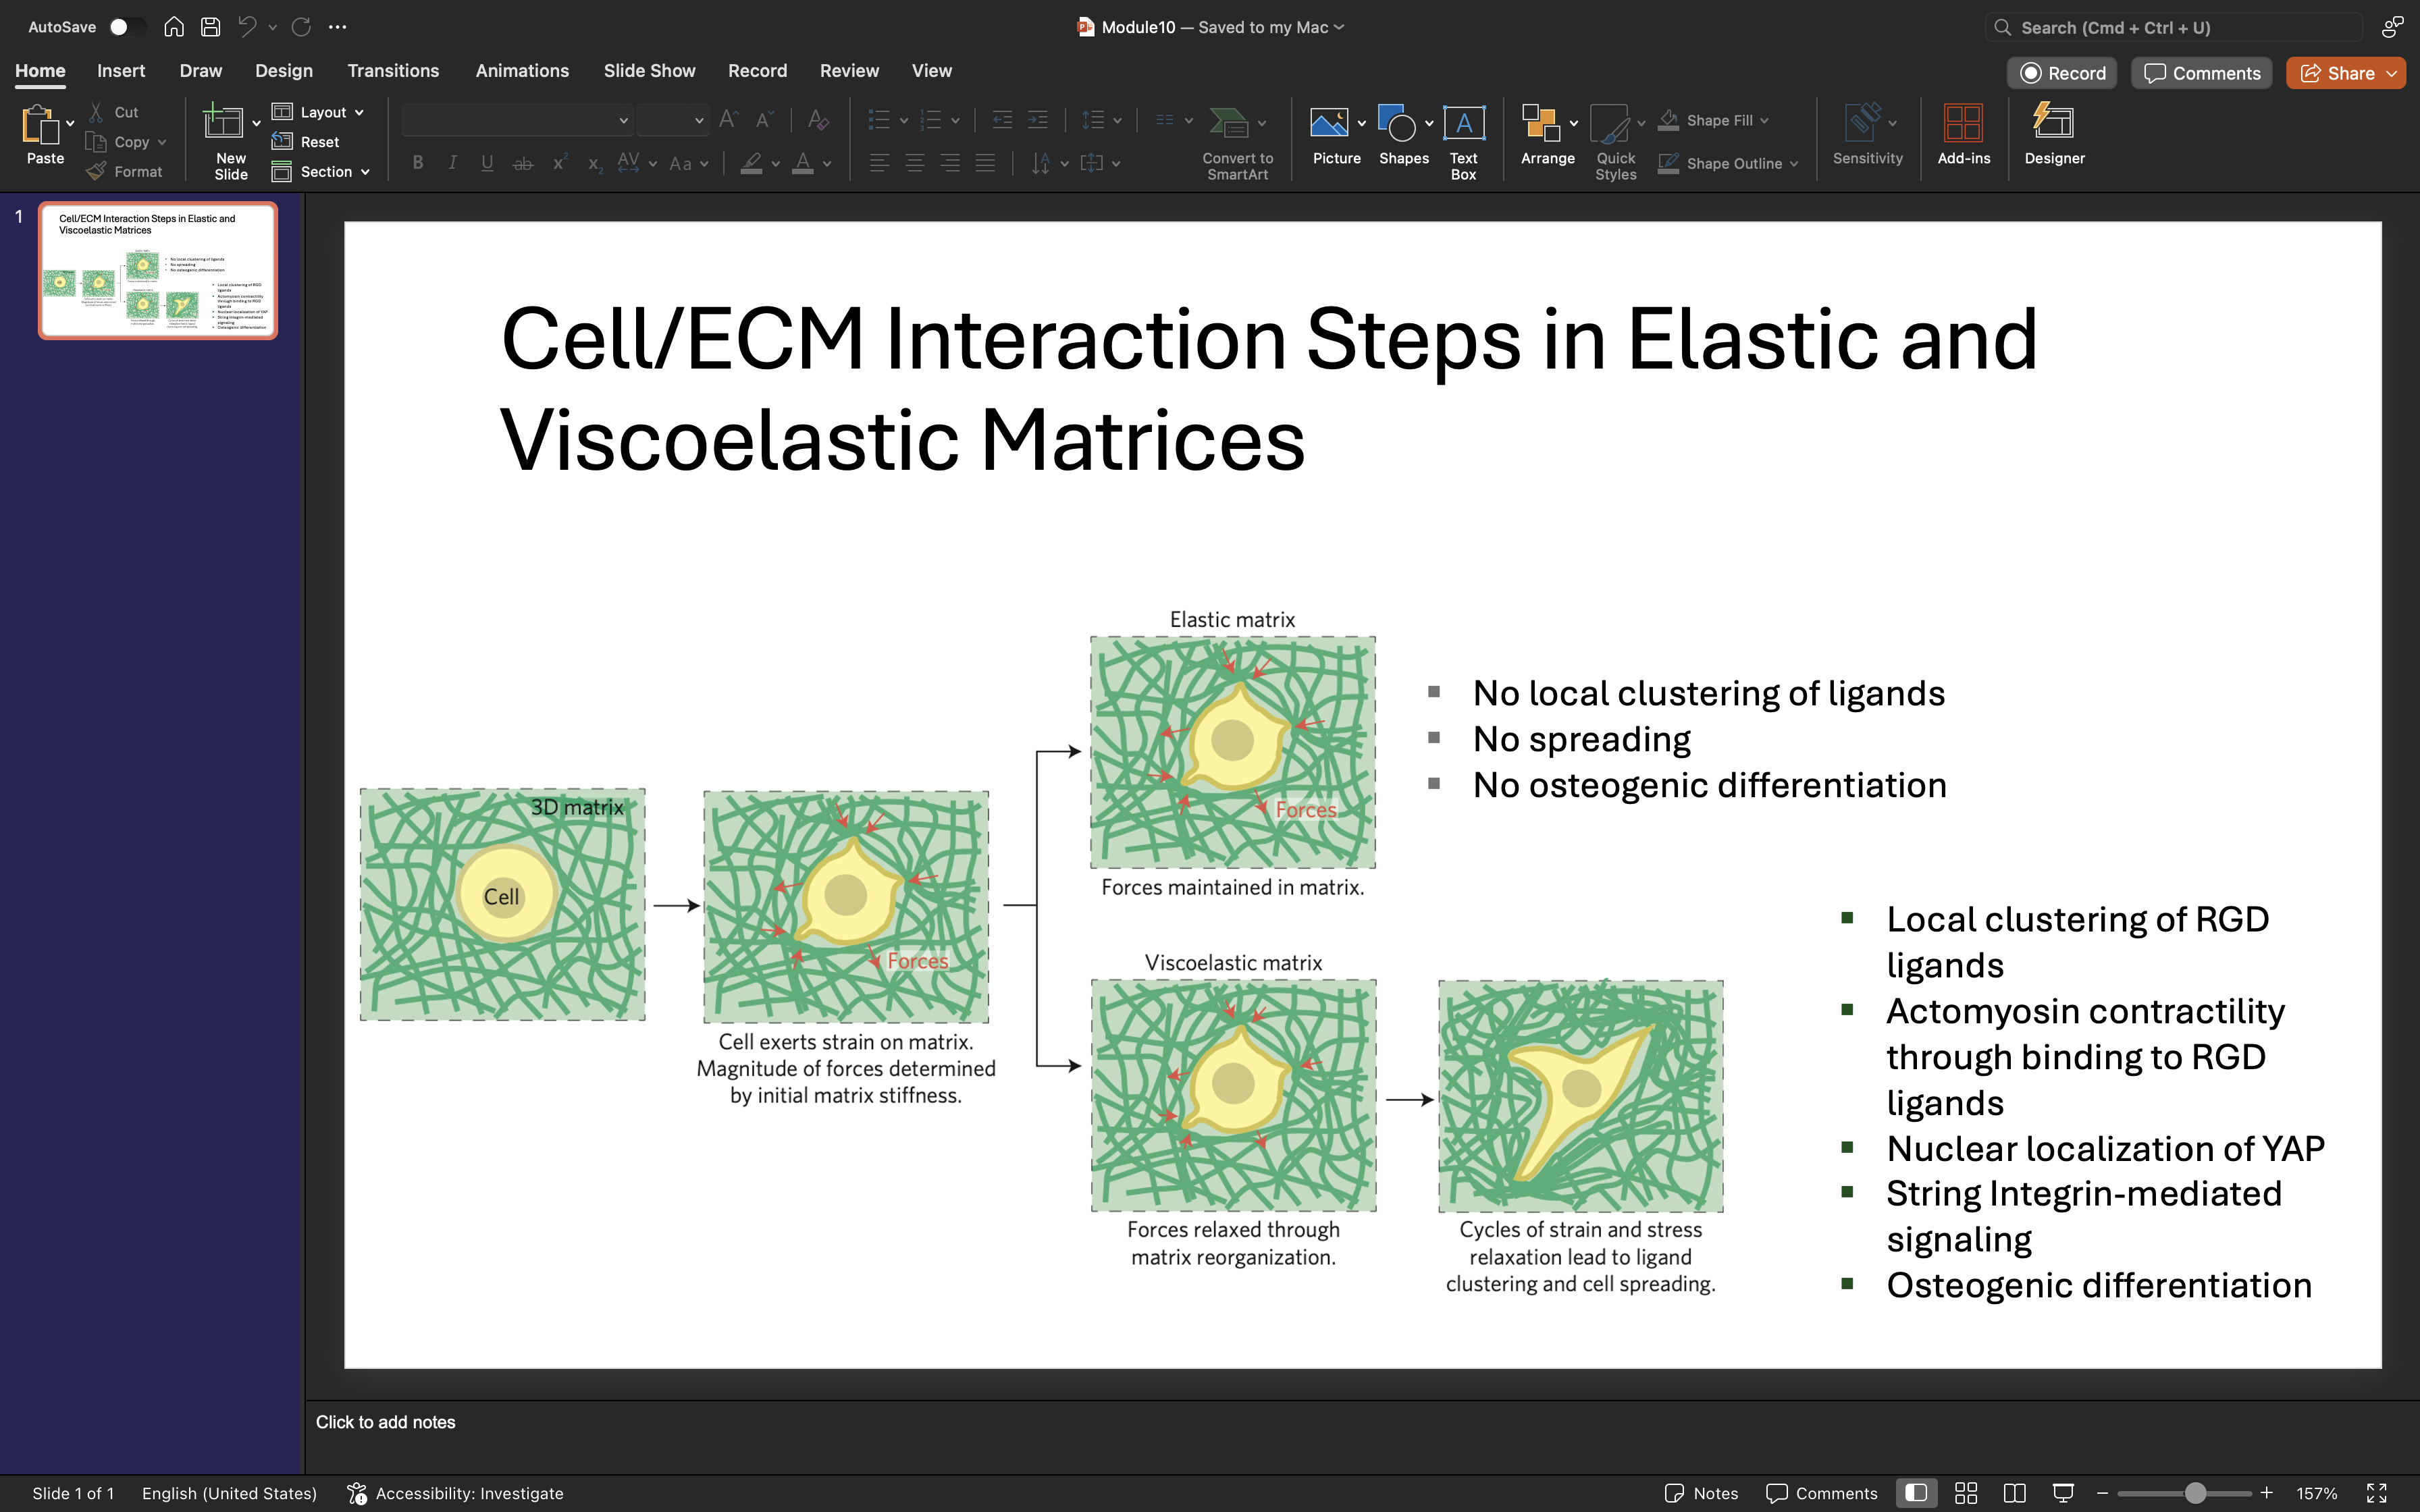 AutoSave
Module10 — Saved to my Mac
Search (Cmd + Ctrl + U)
Home Insert Draw Design Transitions Animations Slide Show Record Review View
Record Comments Share
Paste
Cut
Copy
Format
New
Slide
Layout
Reset
Section
Convert to
SmartArt
Picture
Shapes
Text
Box
Arrange
Quick
Styles
Shape Fill
Shape Outline
Sensitivity
Add-ins
Designer
1
Cell/ECM Interaction Steps in Elastic and
Viscoelastic Matrices
Cell/ECM Interaction Steps in Elastic and
Viscoelastic Matrices
3D matrix
Cell
Forces
Cell exerts strain on matrix.
Magnitude of forces determined
by initial matrix stiffness.
Elastic matrix
Forces
Forces maintained in matrix.
■ No local clustering of ligands
■ No spreading
■ No osteogenic differentiation
Viscoelastic matrix
Forces relaxed through
matrix reorganization.
Cycles of strain and stress
relaxation lead to ligand
clustering and cell spreading.
■ Local clustering of RGD
ligands
■ Actomyosin contractility
through binding to RGD
ligands
■ Nuclear localization of YAP
■ String Integrin-mediated
signaling
■ Osteogenic differentiation
Click to add notes
Slide 1 of 1 English (United States) Accessibility: Investigate
Notes Comments 157%